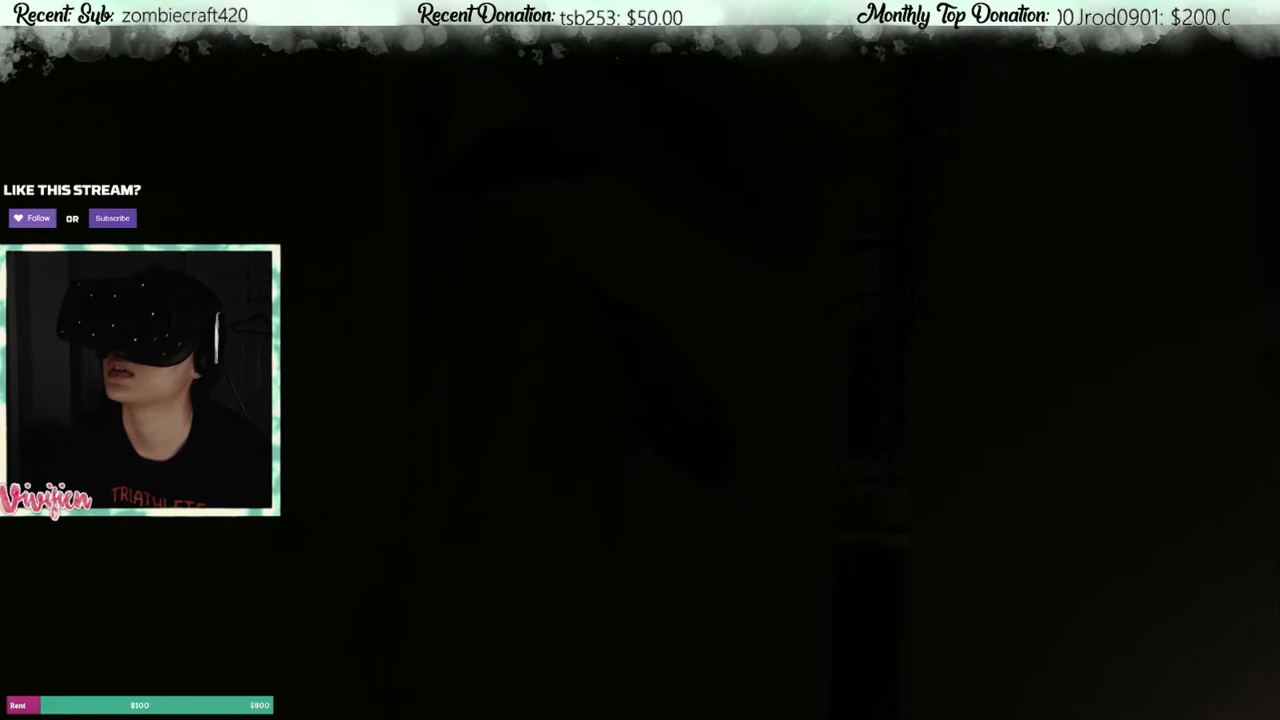 Recent Sub: zombiecraft420
Recent Donation: tsb253: $50.00
Monthly Top Donation: Jrod0901: $200.0
LIKE THIS STREAM?
Follow OR Subscribe
TRIATHLETE
Vivifien
Rent $100 $800